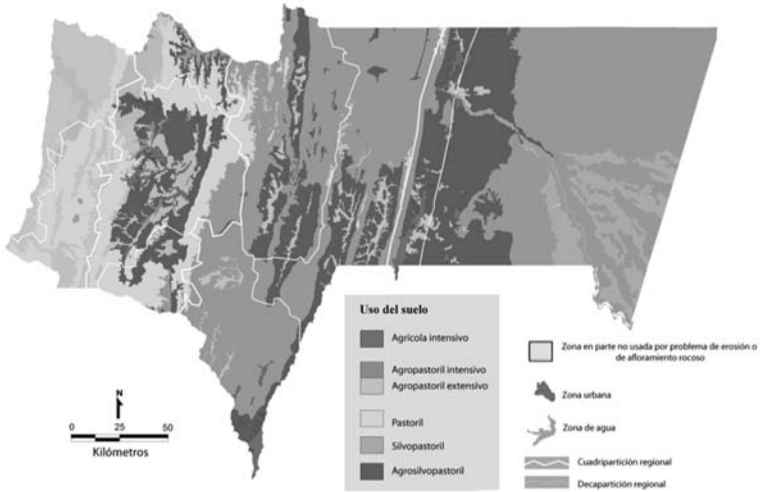 Uso del suelo
Agrícola intensivo
Agropastoril intensivo
Agropastoril extensivo
Pastoril
Silvopastoril
Agrosilvopastoril
Zona en parte no usada por problema de erosión o
de afloramiento rocoso
Zona urbana
Zona de agua
Cuadripartición regional
Decapartición regional
N
0 25 50
Kilómetros